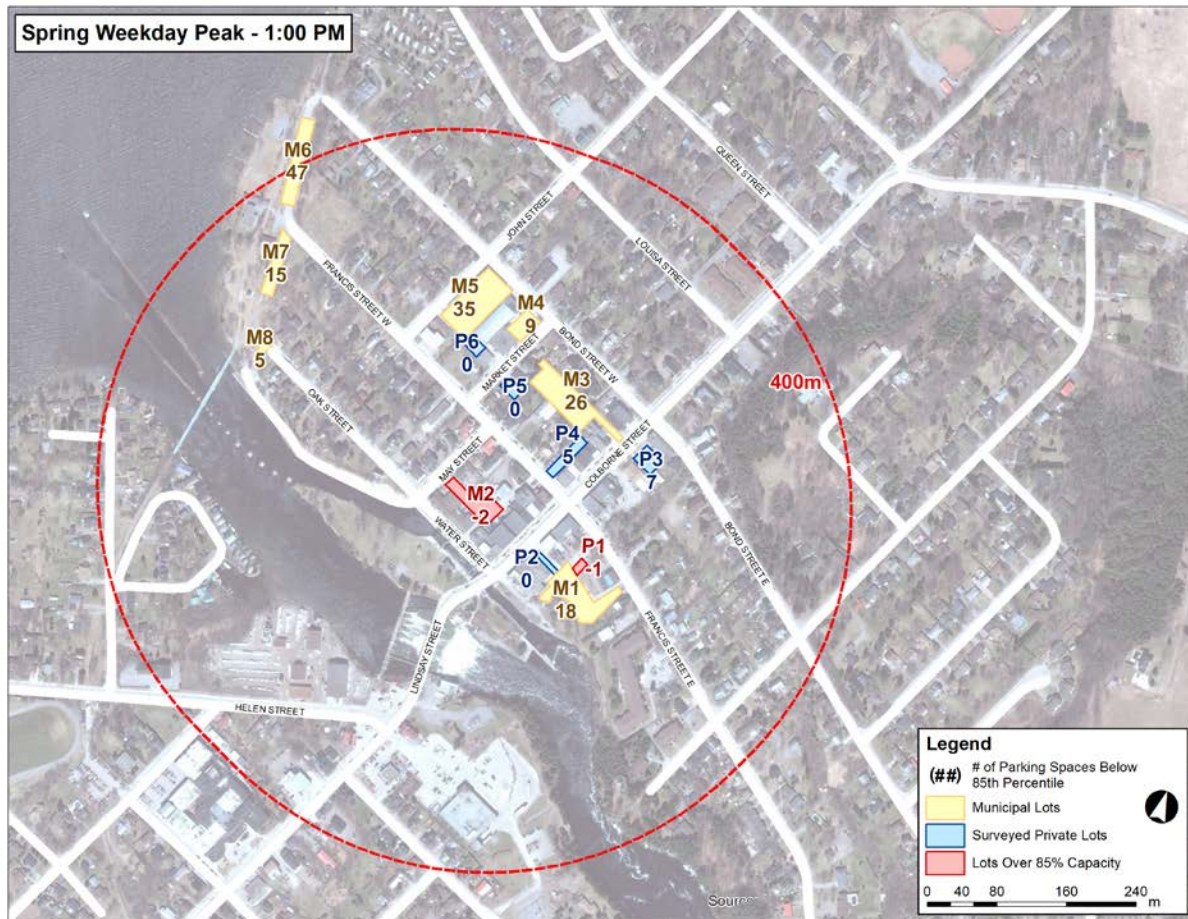 Spring Weekday Peak - 1:00 PM
M6
47
QUEEN STREET
JOHN STREET
LOUISA STREET
M7
15
FRANCIS STREET W
M5
35
M4
9
M8
5
P6
0
MARKET STREET
BOND STREET W
M3
26
P5
0
400m
OAK STREET
P4
5
COLBORNE STREET
P3
7
MAY STREET
M2
-2
WATER STREET
P1
-1
P2
0
M1
18
BOND STREET E
FRANCIS STREET E
LINDSAY STREET
HELEN STREET
Legend
(##) # of Parking Spaces Below
85th Percentile
Municipal Lots
Surveyed Private Lots
Lots Over 85% Capacity
0 40 80 160 240
m